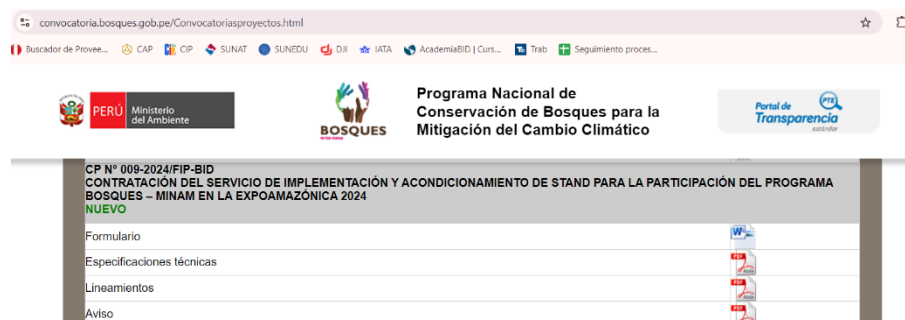 convocatoria.bosques.gob.pe/Convocatoriasproyectos.html
Buscador de Provee... CAP CIP SUNAT SUNEDU DJI IATA AcademiaBID | Curs... Trab Seguimiento proces...
PERÚ Ministerio
del Ambiente
BOSQUES
Programa Nacional de
Conservación de Bosques para la
Mitigación del Cambio Climático
Portal de PTE
Transparencia
estándar
CP N° 009-2024/FIP-BID
CONTRATACIÓN DEL SERVICIO DE IMPLEMENTACIÓN Y ACONDICIONAMIENTO DE STAND PARA LA PARTICIPACIÓN DEL PROGRAMA
BOSQUES – MINAM EN LA EXPOAMAZÓNICA 2024
NUEVO
Formulario
Especificaciones técnicas
Lineamientos
Aviso